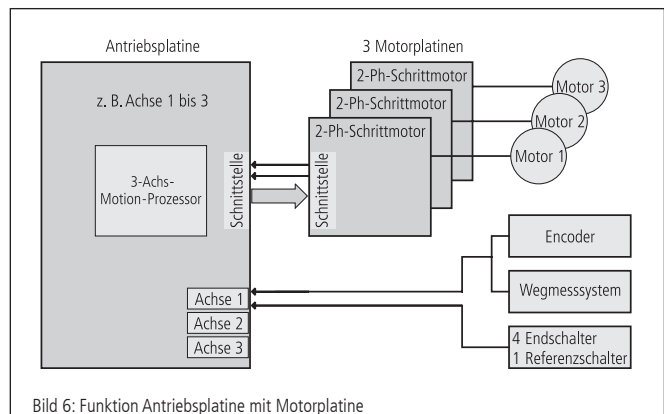 Antriebsplatine
3 Motorplatinen
z. B. Achse 1 bis 3
3-Achs-
Motion-Prozessor
Schnittstelle
Schnittstelle
2-Ph-Schrittmotor
2-Ph-Schrittmotor
2-Ph-Schrittmotor
Motor 3
Motor 2
Motor 1
Achse 1
Achse 2
Achse 3
Encoder
Wegmesssystem
4 Endschalter
1 Referenzschalter
Bild 6: Funktion Antriebsplatine mit Motorplatine